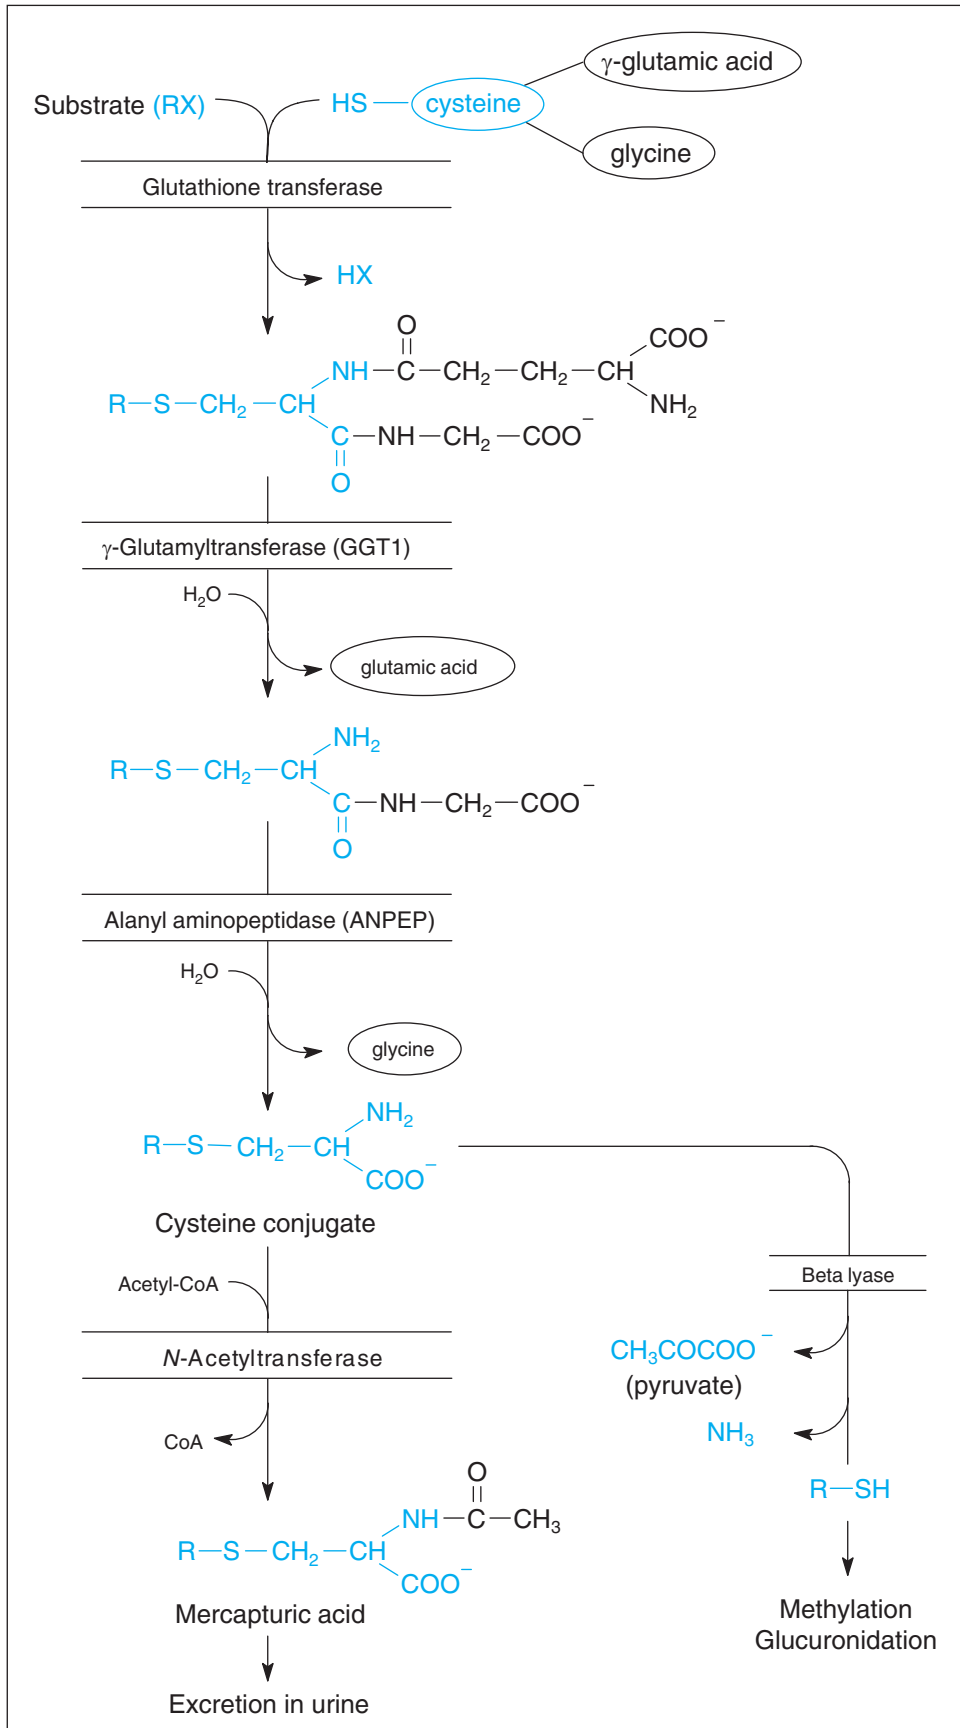 γ-glutamic acid
Substrate (RX)
HS
cysteine
glycine
Glutathione transferase
HX
O
C
NH
CH₂
CH₂
CH
COO⁻
NH₂
R
S
CH₂
CH
C
NH
CH₂
COO⁻
O
γ-Glutamyltransferase (GGT1)
H₂O
glutamic acid
NH₂
R
S
CH₂
CH
C
NH
CH₂
COO⁻
O
Alanyl aminopeptidase (ANPEP)
H₂O
glycine
NH₂
R
S
CH₂
CH
COO⁻
Cysteine conjugate
Acetyl-CoA
Beta lyase
N-Acetyltransferase
CH₃COCOO⁻
(pyruvate)
CoA
NH₃
R
SH
O
NH
C
CH₃
R
S
CH₂
CH
COO⁻
Mercapturic acid
Methylation
Glucuronidation
Excretion in urine